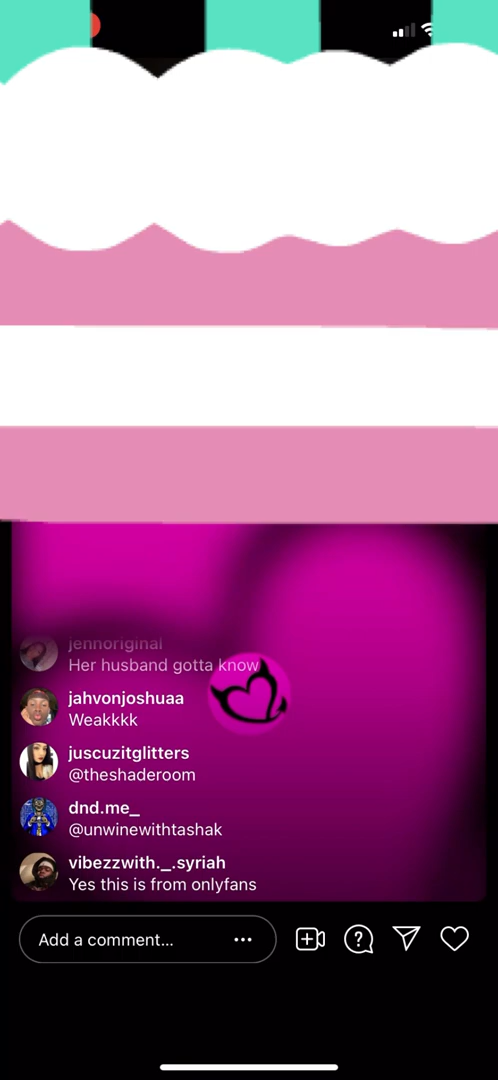 jennoriginal
Her husband gotta know
jahvonjoshuaa
Weakkkk
juscuzitglitters
@theshaderoom
dnd.me_
@unwinewithtashak
vibezzwith._.syriah
Yes this is from onlyfans
Add a comment...